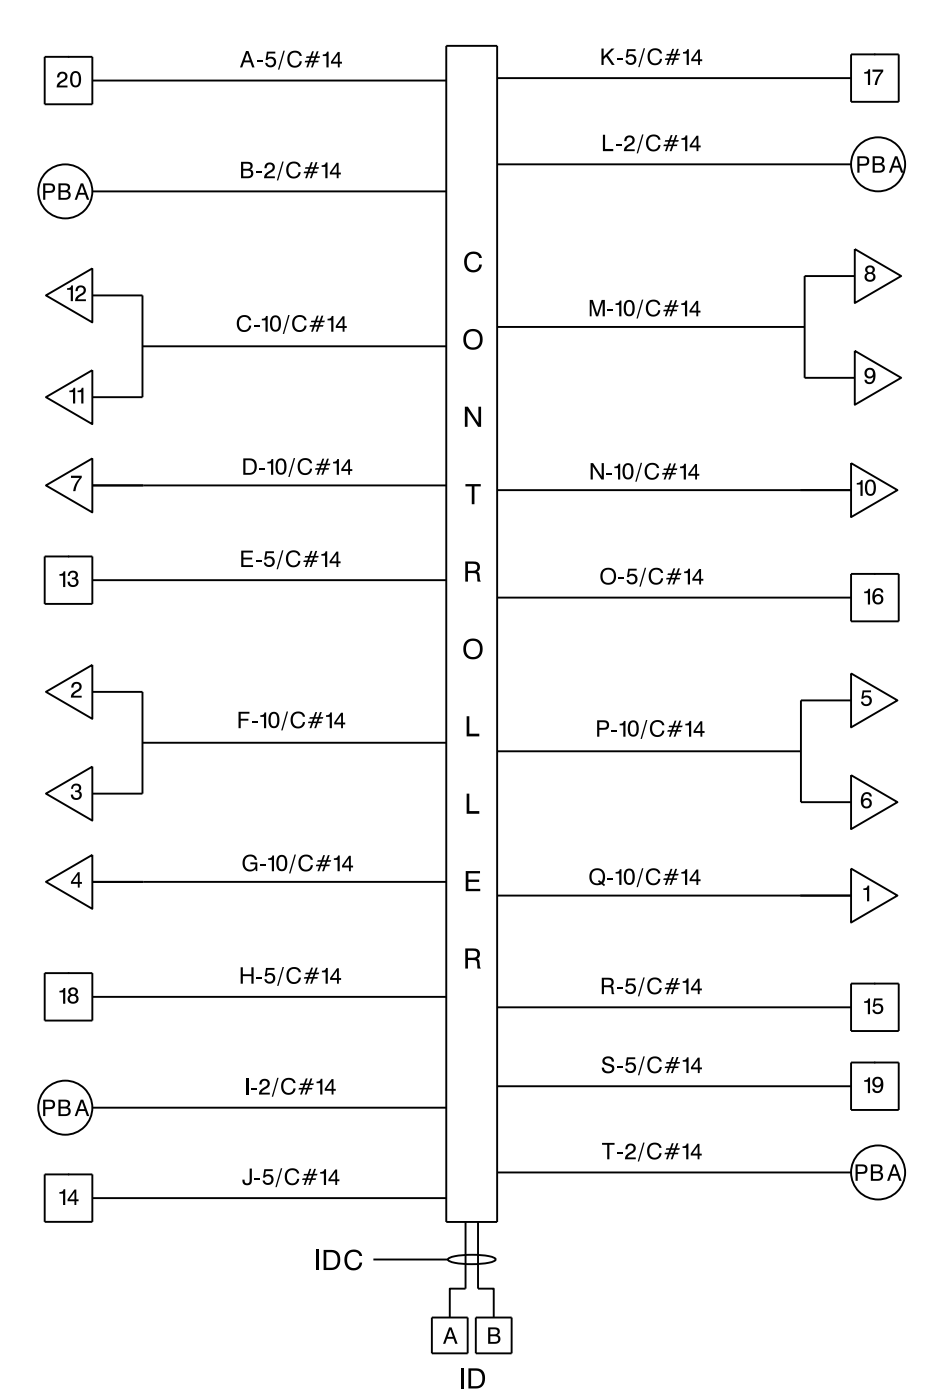 A-5/C#14
20
B-2/C#14
PBA
12
C-10/C#14
11
D-10/C#14
7
E-5/C#14
13
2
F-10/C#14
3
G-10/C#14
4
H-5/C#14
18
I-2/C#14
PBA
J-5/C#14
14
CONTROLLER
K-5/C#14
17
L-2/C#14
PBA
8
M-10/C#14
9
N-10/C#14
10
O-5/C#14
16
5
P-10/C#14
6
Q-10/C#14
1
R-5/C#14
15
S-5/C#14
19
T-2/C#14
PBA
IDC
A B
ID